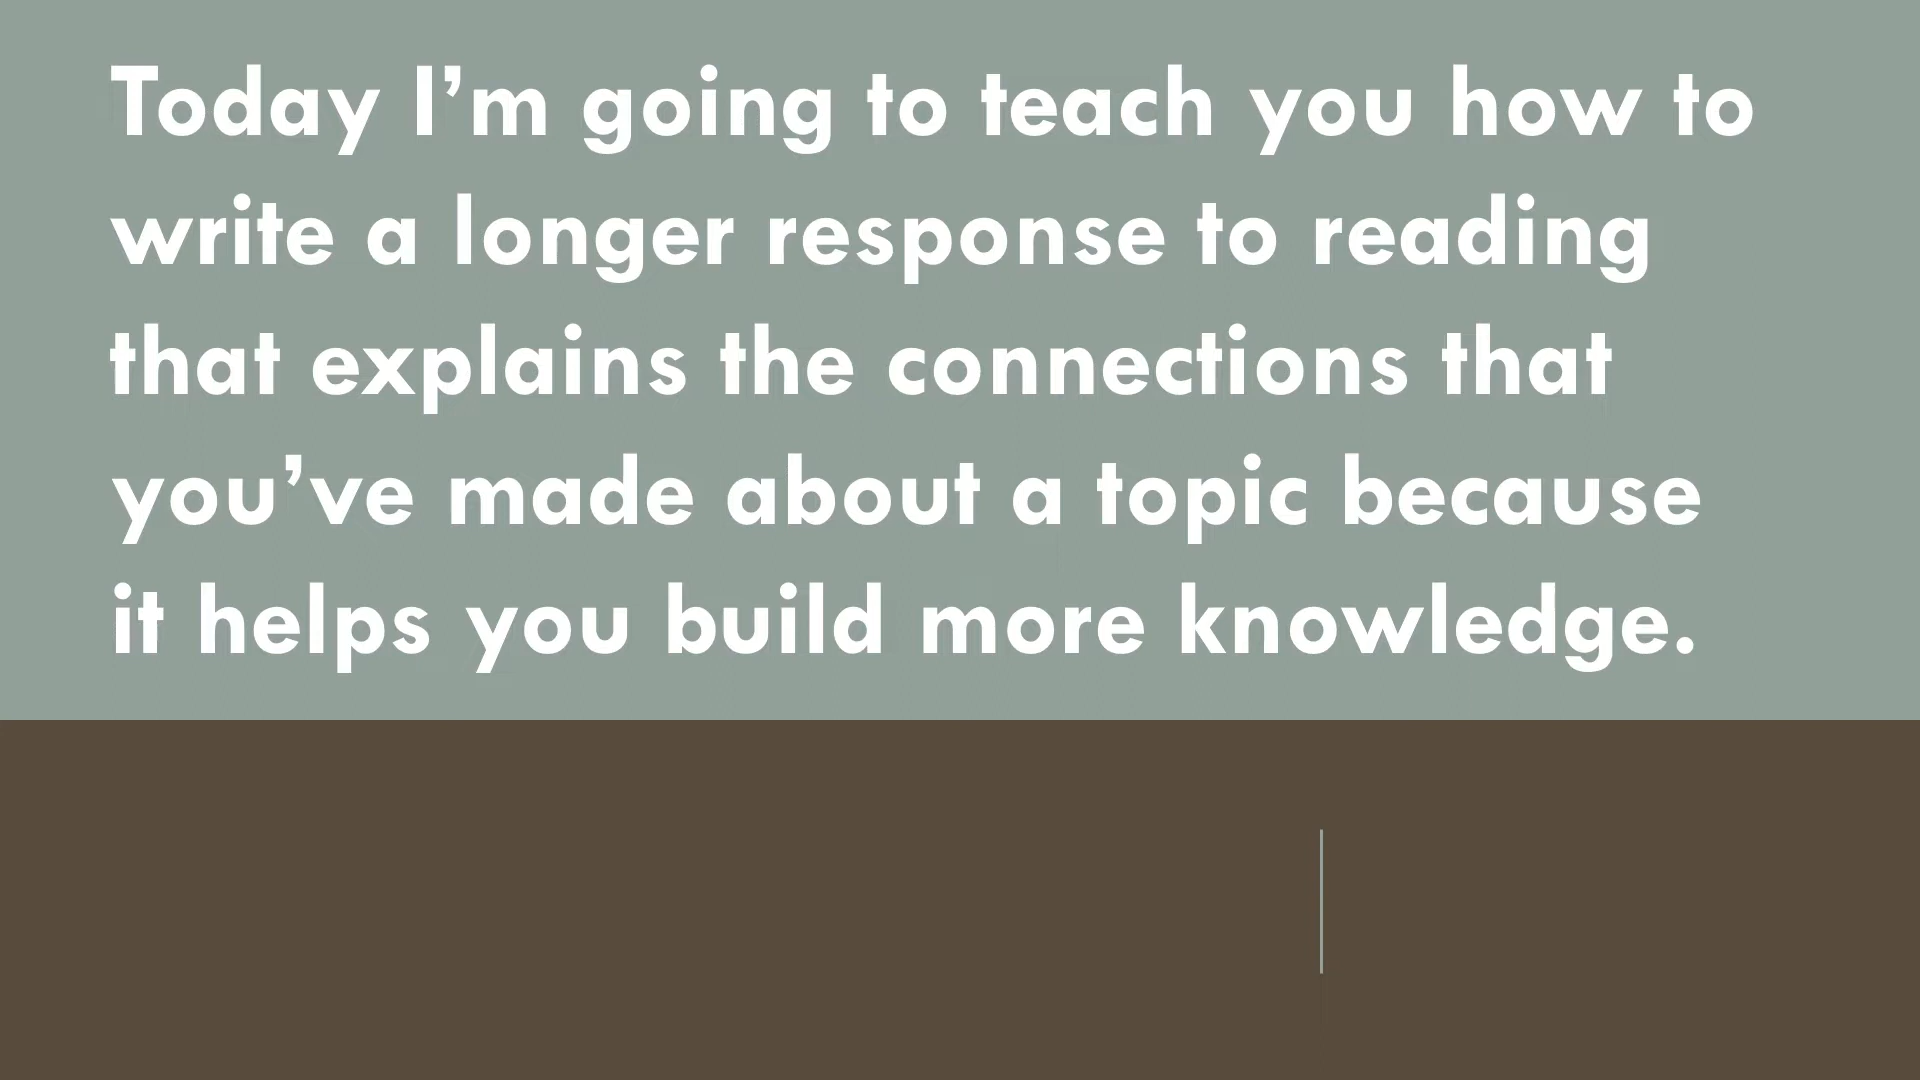 Today I’m going to teach you how to
write a longer response to reading
that explains the connections that
you’ve made about a topic because
it helps you build more knowledge.